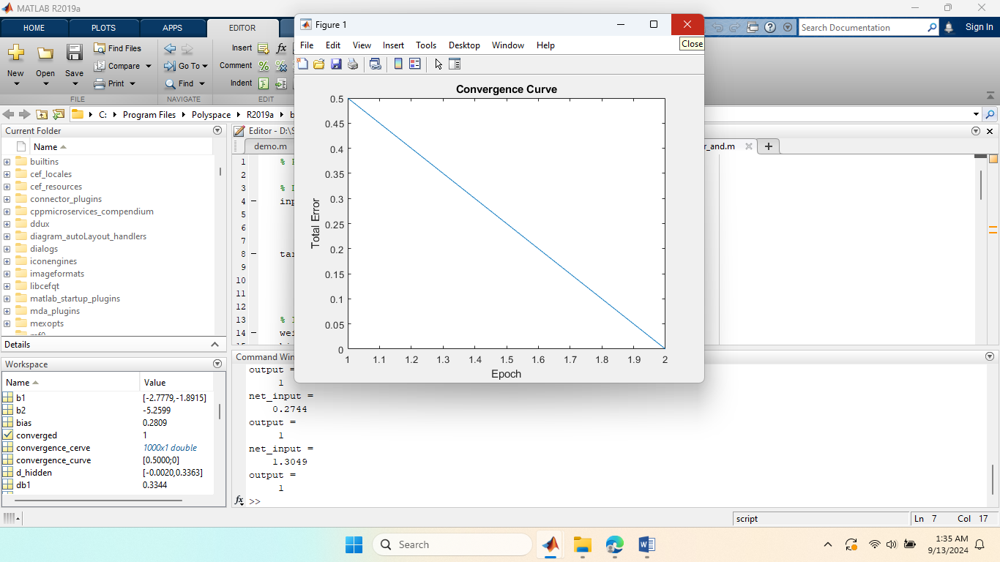 MATLAB R2019a
HOME PLOTS APPS EDITOR
Search Documentation
Sign In
New Open Save
Find Files
Compare
Print
Go To
Find
Insert
Comment
Indent
FILE NAVIGATE EDIT
C: Program Files Polyspace R2019a b
Current Folder
Name
builtins
cef_locales
cef_resources
connector_plugins
cppmicroservices_compendium
ddux
diagram_autoLayout_handlers
dialogs
iconengines
imageformats
libcefqt
matlab_startup_plugins
mda_plugins
mexopts
Details
Workspace
Name Value
b1 [-2.7779,-1.8915]
b2 -5.2599
bias 0.2809
converged 1
convergence_cerve 1000x1 double
convergence_curve [0.5000;0]
d_hidden [-0.0020,0.3363]
db1 0.3344
Editor - D:\S
demo.m
r_and.m
1 %
2
3 %
4 inp
5
6
7
8 tar
9
10
11
12
13 %
14 wei
Figure 1
Close
File Edit View Insert Tools Desktop Window Help
Convergence Curve
Total Error
0.5
0.45
0.4
0.35
0.3
0.25
0.2
0.15
0.1
0.05
0
1 1.1 1.2 1.3 1.4 1.5 1.6 1.7 1.8 1.9 2
Epoch
Command Win
output =
1
net_input =
0.2744
output =
1
net_input =
1.3049
output =
1
fx >>
script
Ln 7 Col 17
Search
1:35 AM
9/13/2024